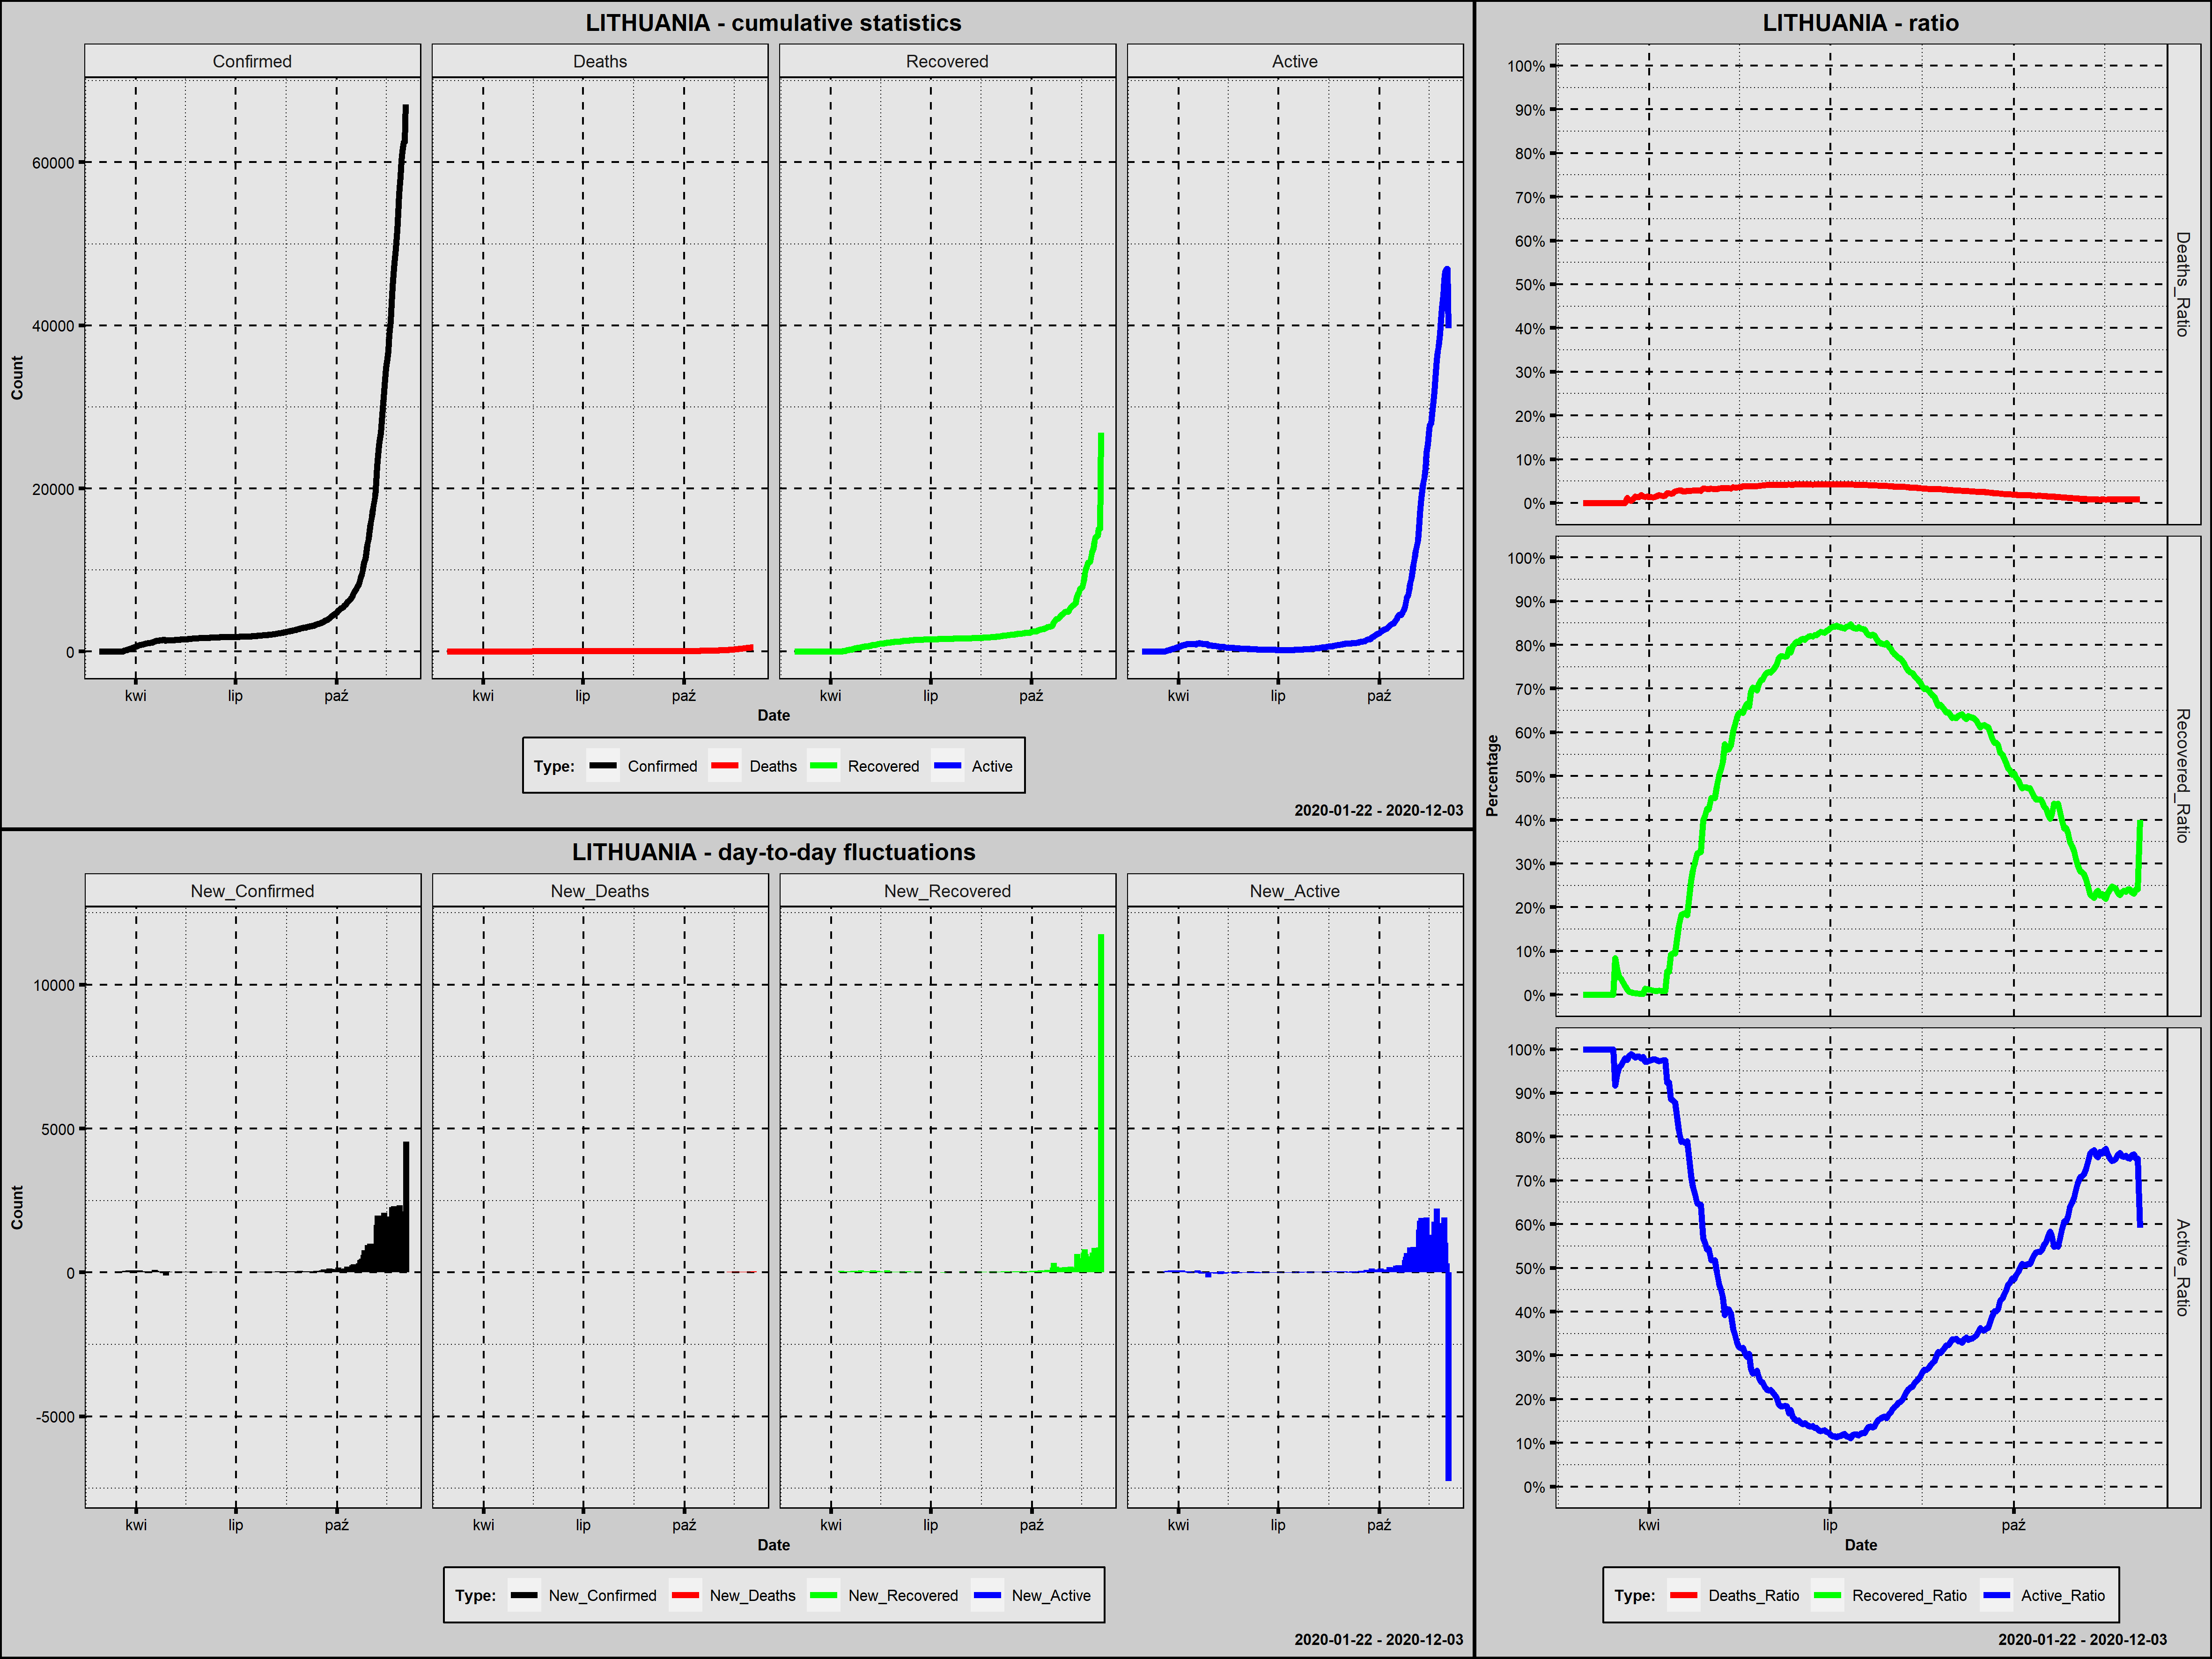 LITHUANIA - cumulative statistics
Confirmed Deaths Recovered Active
Count
60000
40000
20000
0
kwi lip paź kwi lip paź kwi lip paź kwi lip paź
Date
Type: Confirmed Deaths Recovered Active
2020-01-22 - 2020-12-03
LITHUANIA - day-to-day fluctuations
New_Confirmed New_Deaths New_Recovered New_Active
Count
10000
5000
0
-5000
kwi lip paź kwi lip paź kwi lip paź kwi lip paź
Date
Type: New_Confirmed New_Deaths New_Recovered New_Active
2020-01-22 - 2020-12-03
LITHUANIA - ratio
Percentage
100%
90%
80%
70%
60%
50%
40%
30%
20%
10%
0%
Deaths_Ratio
100%
90%
80%
70%
60%
50%
40%
30%
20%
10%
0%
Recovered_Ratio
100%
90%
80%
70%
60%
50%
40%
30%
20%
10%
0%
Active_Ratio
kwi lip paź
Date
Type: Deaths_Ratio Recovered_Ratio Active_Ratio
2020-01-22 - 2020-12-03